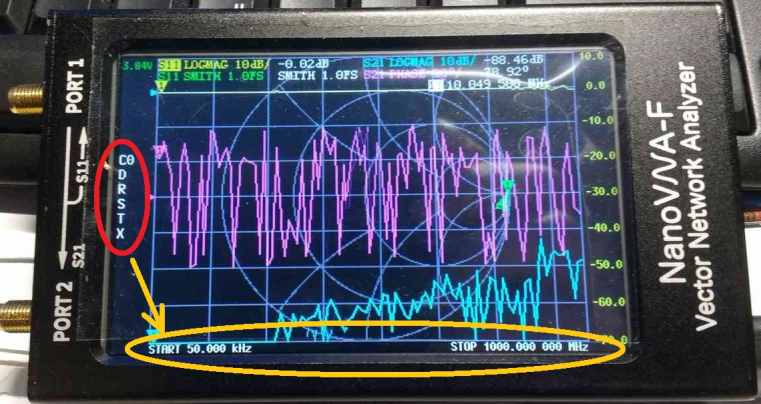 PORT 1
S11
S21
PORT 2
3.84V S11 LOGMAG 10dB/ -0.02dB S21 LOGMAG 10dB/ -88.46dB
S11 SMITH 1.0FS SMITH 1.0FS S21 PHASE 78.92°
10.049 500 MHz
10.0
0.0
-10.0
-20.0
-30.0
-40.0
-50.0
-60.0
C0
D
R
S
T
X
START 50.000 kHz STOP 1000.000 000 MHz
NanoVNA-F
Vector Network Analyzer